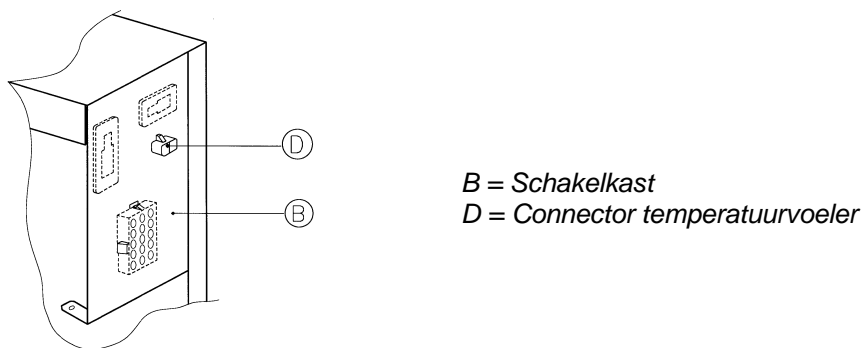 D
B
B = Schakelkast
D = Connector temperatuurvoeler